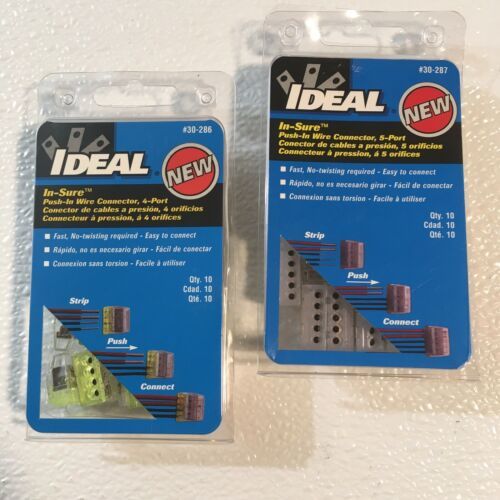 #30-286
IDEAL
NEW
In-Sure™
Push-In Wire Connector, 4-Port
Conector de cables a presión, 4 orificios
Connecteur à pression, à 4 orifices
Fast, No-twisting required - Easy to connect
Rápido, no es necesario girar - Fácil de conectar
Connexion sans torsion - Facile à utiliser
Qty. 10
Cdad. 10
Qté. 10
Strip
Push
Connect
#30-287
IDEAL
NEW
In-Sure™
Push-In Wire Connector, 5-Port
Conector de cables a presión, 5 orificios
Connecteur à pression, à 5 orifices
Fast, No-twisting required - Easy to connect
Rápido, no es necesario girar - Fácil de conectar
Connexion sans torsion - Facile à utiliser
Qty. 10
Cdad. 10
Qté. 10
Strip
Push
Connect